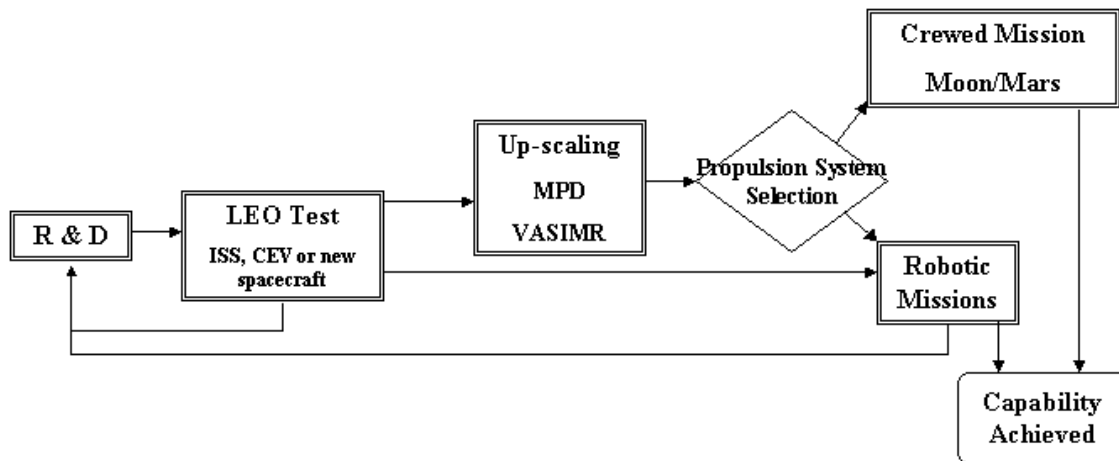 R & D
LEO Test
ISS, CEV or new
spacecraft
Up-scaling
MPD
VASIMR
Propulsion System
Selection
Crewed Mission
Moon/Mars
Robotic
Missions
Capability
Achieved